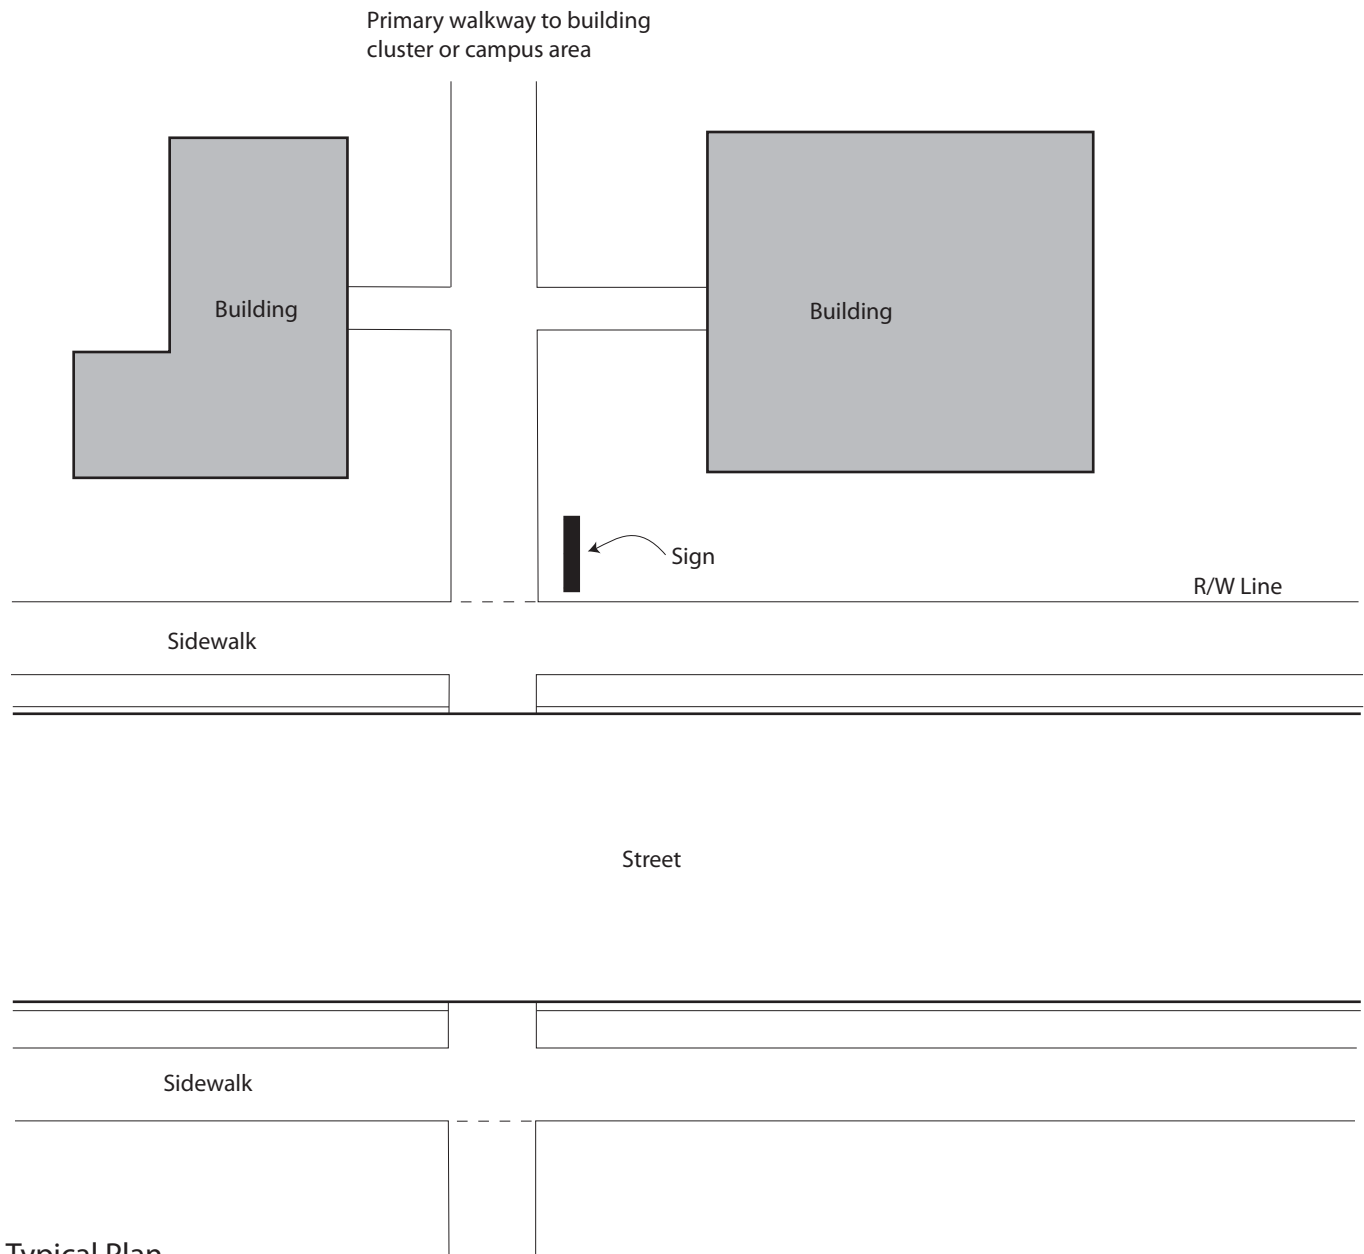 Primary walkway to building
cluster or campus area
Building
Building
Sign
R/W Line
Sidewalk
Street
Sidewalk
Typical Plan